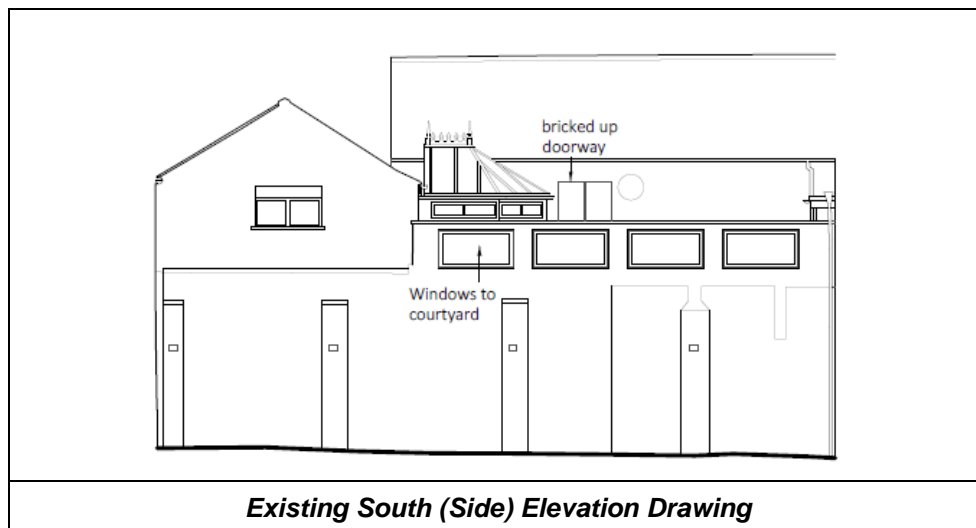 bricked up
doorway
Windows to
courtyard
Existing South (Side) Elevation Drawing